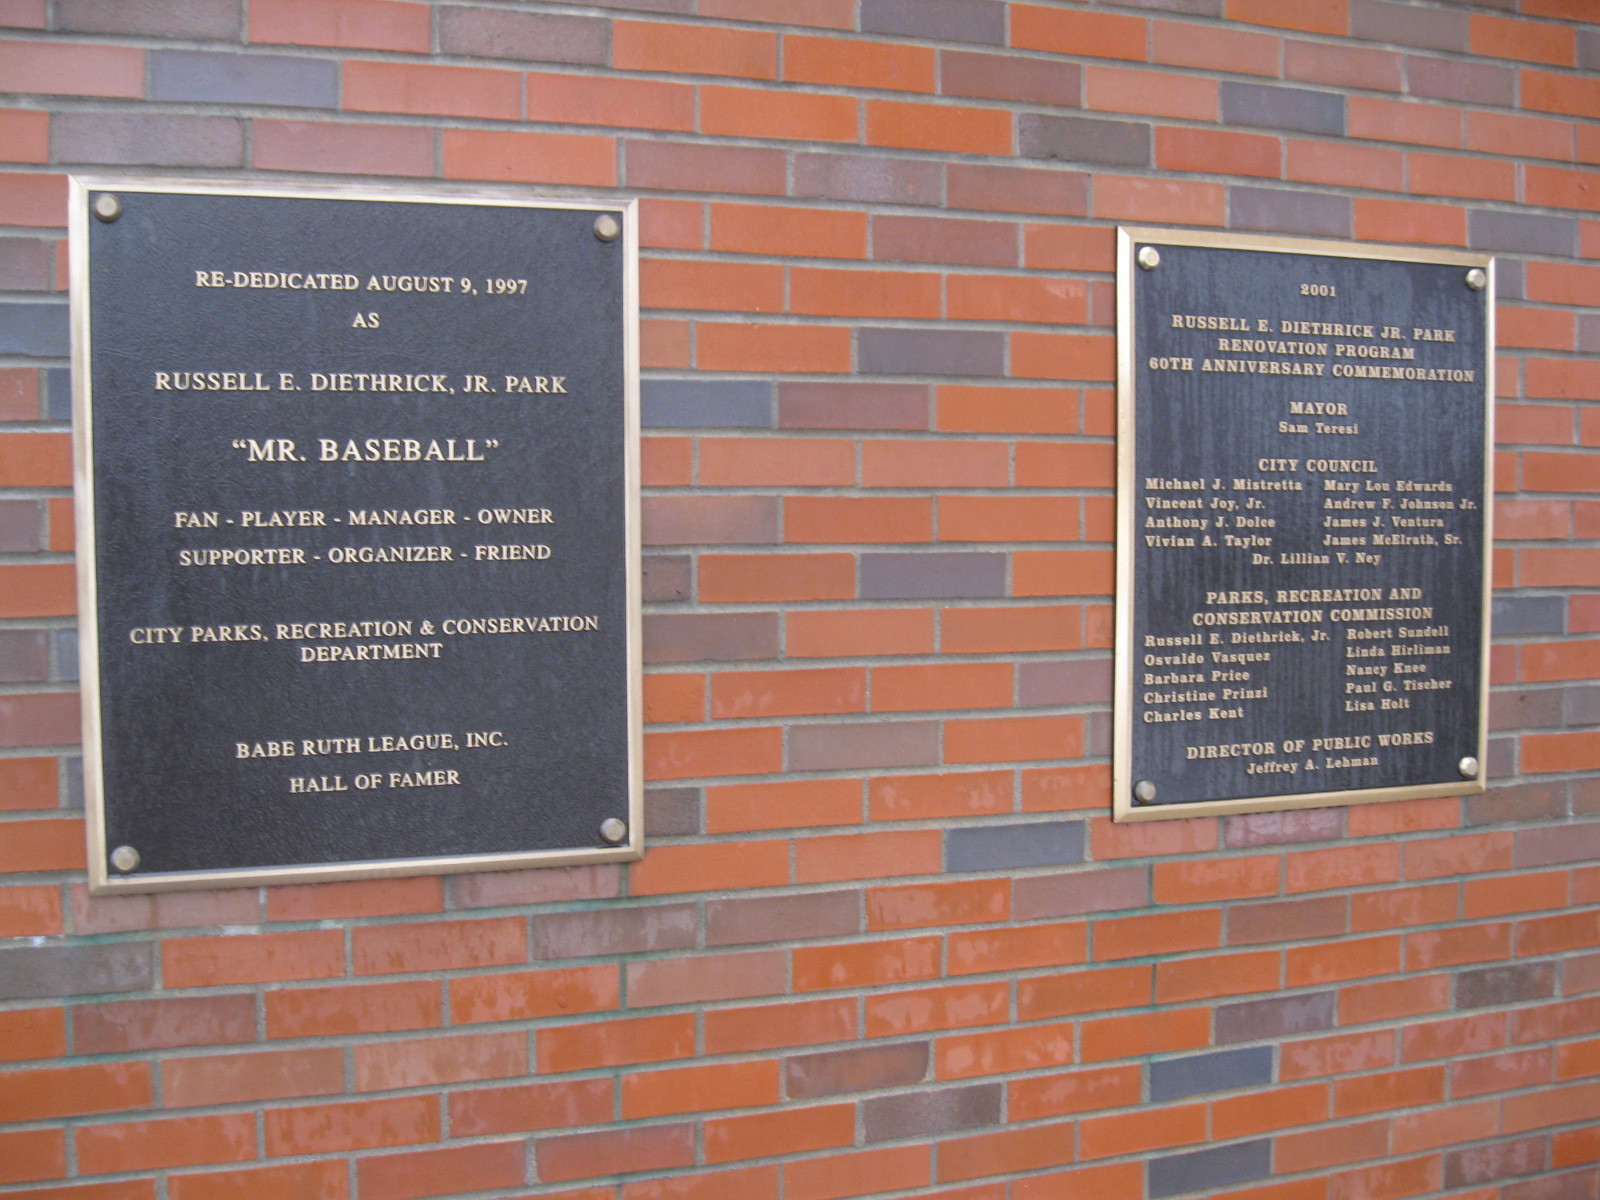 RE-DEDICATED AUGUST 9, 1997
AS
RUSSELL E. DIETHRICK, JR. PARK
“MR. BASEBALL”
FAN - PLAYER - MANAGER - OWNER
SUPPORTER - ORGANIZER - FRIEND
CITY PARKS, RECREATION & CONSERVATION
DEPARTMENT
BABE RUTH LEAGUE, INC.
HALL OF FAMER
2001
RUSSELL E. DIETHRICK JR. PARK
RENOVATION PROGRAM
60TH ANNIVERSARY COMMEMORATION
MAYOR
Sam Teresi
CITY COUNCIL
Michael J. Mistretta Mary Lou Edwards
Vincent Joy, Jr. Andrew F. Johnson Jr.
Anthony J. Dolce James J. Ventura
Vivian A. Taylor James McElrath, Sr.
Dr. Lillian V. Ney
PARKS, RECREATION AND
CONSERVATION COMMISSION
Russell E. Diethrick, Jr. Robert Sundell
Osvaldo Vasquez Linda Hirliman
Barbara Price Nancy Knee
Christine Prinzi Paul G. Tischer
Charles Kent Lisa Holt
DIRECTOR OF PUBLIC WORKS
Jeffrey A. Lehman